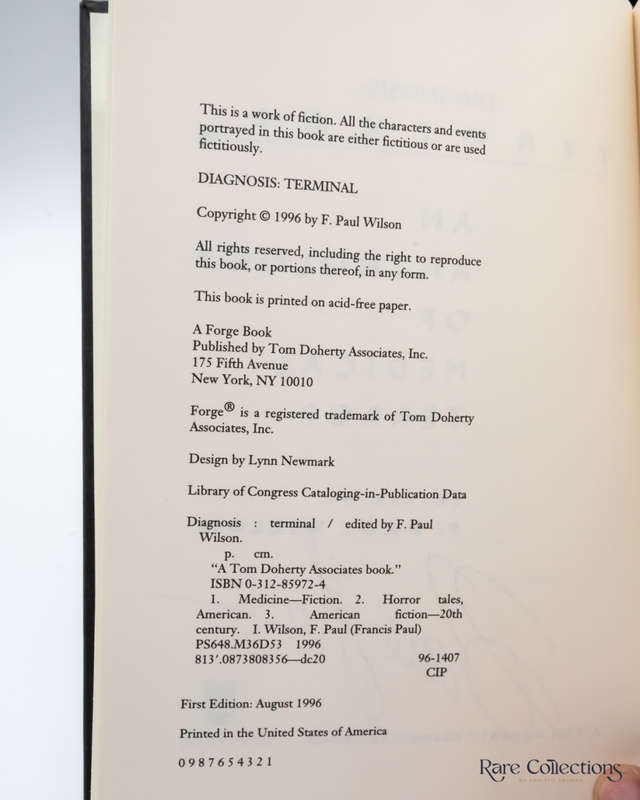 This is a work of fiction. All the characters and events
portrayed in this book are either fictitious or are used
fictitiously.
DIAGNOSIS: TERMINAL
Copyright © 1996 by F. Paul Wilson
All rights reserved, including the right to reproduce
this book, or portions thereof, in any form.
This book is printed on acid-free paper.
A Forge Book
Published by Tom Doherty Associates, Inc.
175 Fifth Avenue
New York, NY 10010
Forge® is a registered trademark of Tom Doherty
Associates, Inc.
Design by Lynn Newmark
Library of Congress Cataloging-in-Publication Data
Diagnosis : terminal / edited by F. Paul
Wilson.
p. cm.
“A Tom Doherty Associates book.”
ISBN 0-312-85972-4
1. Medicine—Fiction. 2. Horror tales,
American. 3. American fiction—20th
century. I. Wilson, F. Paul (Francis Paul)
PS648.M36D53 1996
813′.0873808356—dc20 96-1407
CIP
First Edition: August 1996
Printed in the United States of America
0 9 8 7 6 5 4 3 2 1
Rare Collections